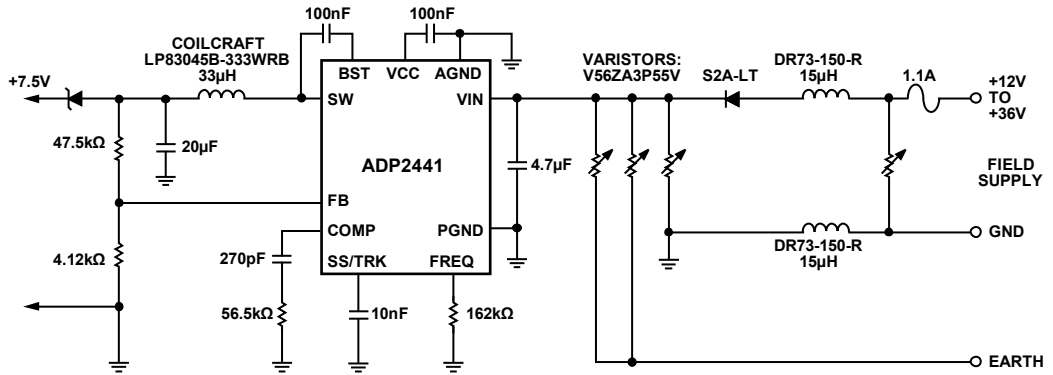 100nF
100nF
COILCRAFT
LP83045B-333WRB
33µH
VARISTORS:
V56ZA3P55V
S2A-LT
DR73-150-R
15µH
1.1A
+12V
TO
+36V
+7.5V
BST
VCC
AGND
SW
VIN
47.5kΩ
20µF
ADP2441
4.7µF
FIELD
SUPPLY
FB
COMP
PGND
GND
4.12kΩ
270pF
SS/TRK
FREQ
DR73-150-R
15µH
56.5kΩ
10nF
162kΩ
EARTH